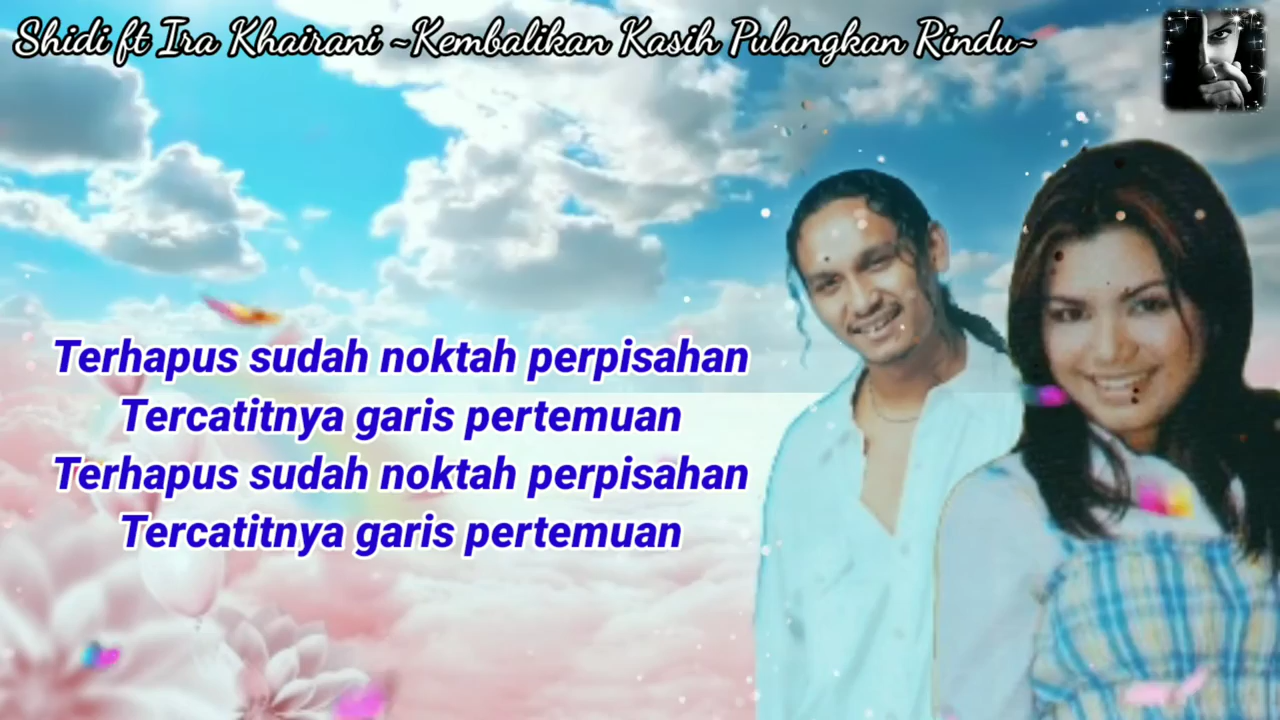 Shidi ft Ira Khairani ~Kembalikan Kasih Pulangkan Rindu~
Terhapus sudah noktah perpisahan
Tercatitnya garis pertemuan
Terhapus sudah noktah perpisahan
Tercatitnya garis pertemuan